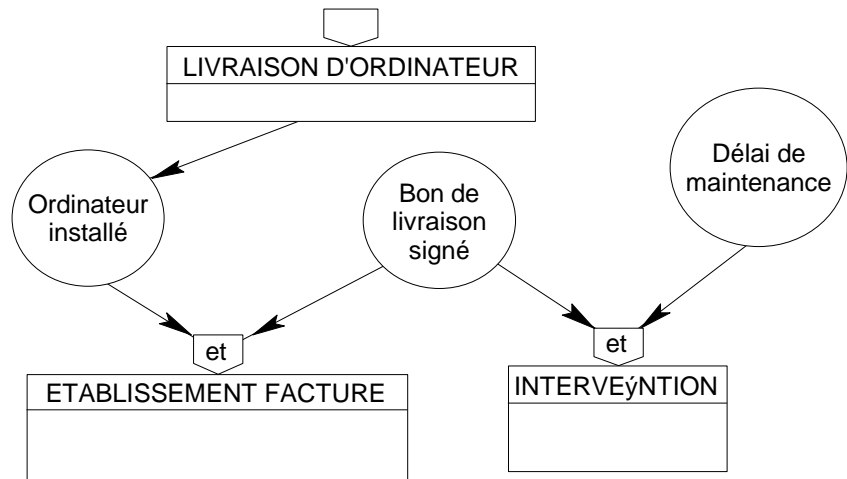 LIVRAISON D'ORDINATEUR
Délai de
maintenance
Bon de
livraison
signé
Ordinateur
installé
et
et
ETABLISSEMENT FACTURE
INTERVEýNTION